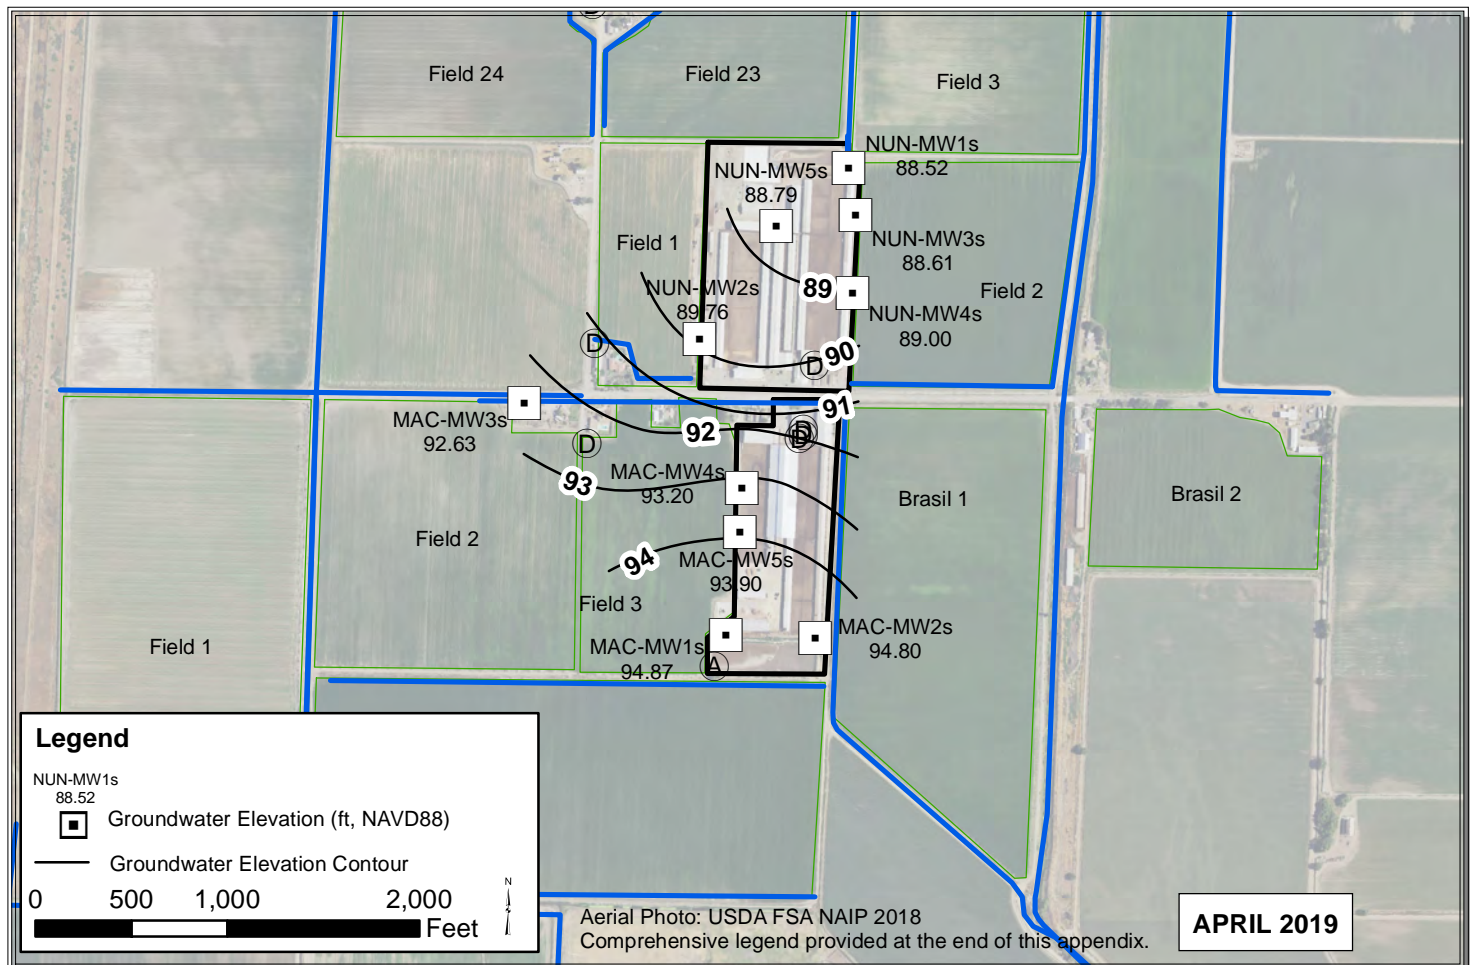 D
Field 24
Field 23
Field 3
NUN-MW1s
88.52
NUN-MW5s
88.79
NUN-MW3s
88.61
Field 1
Field 2
NUN-MW2s
89.76
89
NUN-MW4s
89.00
D
90
D
91
MAC-MW3s
92.63
92
D
D
D
93
MAC-MW4s
93.20
Brasil 1
Brasil 2
Field 2
94
MAC-MW5s
93.90
Field 3
Field 1
MAC-MW1s
94.87
A
MAC-MW2s
94.80
Legend
NUN-MW1s
88.52
Groundwater Elevation (ft, NAVD88)
Groundwater Elevation Contour
N
0 500 1,000 2,000
Feet
Aerial Photo: USDA FSA NAIP 2018
Comprehensive legend provided at the end of this appendix.
APRIL 2019